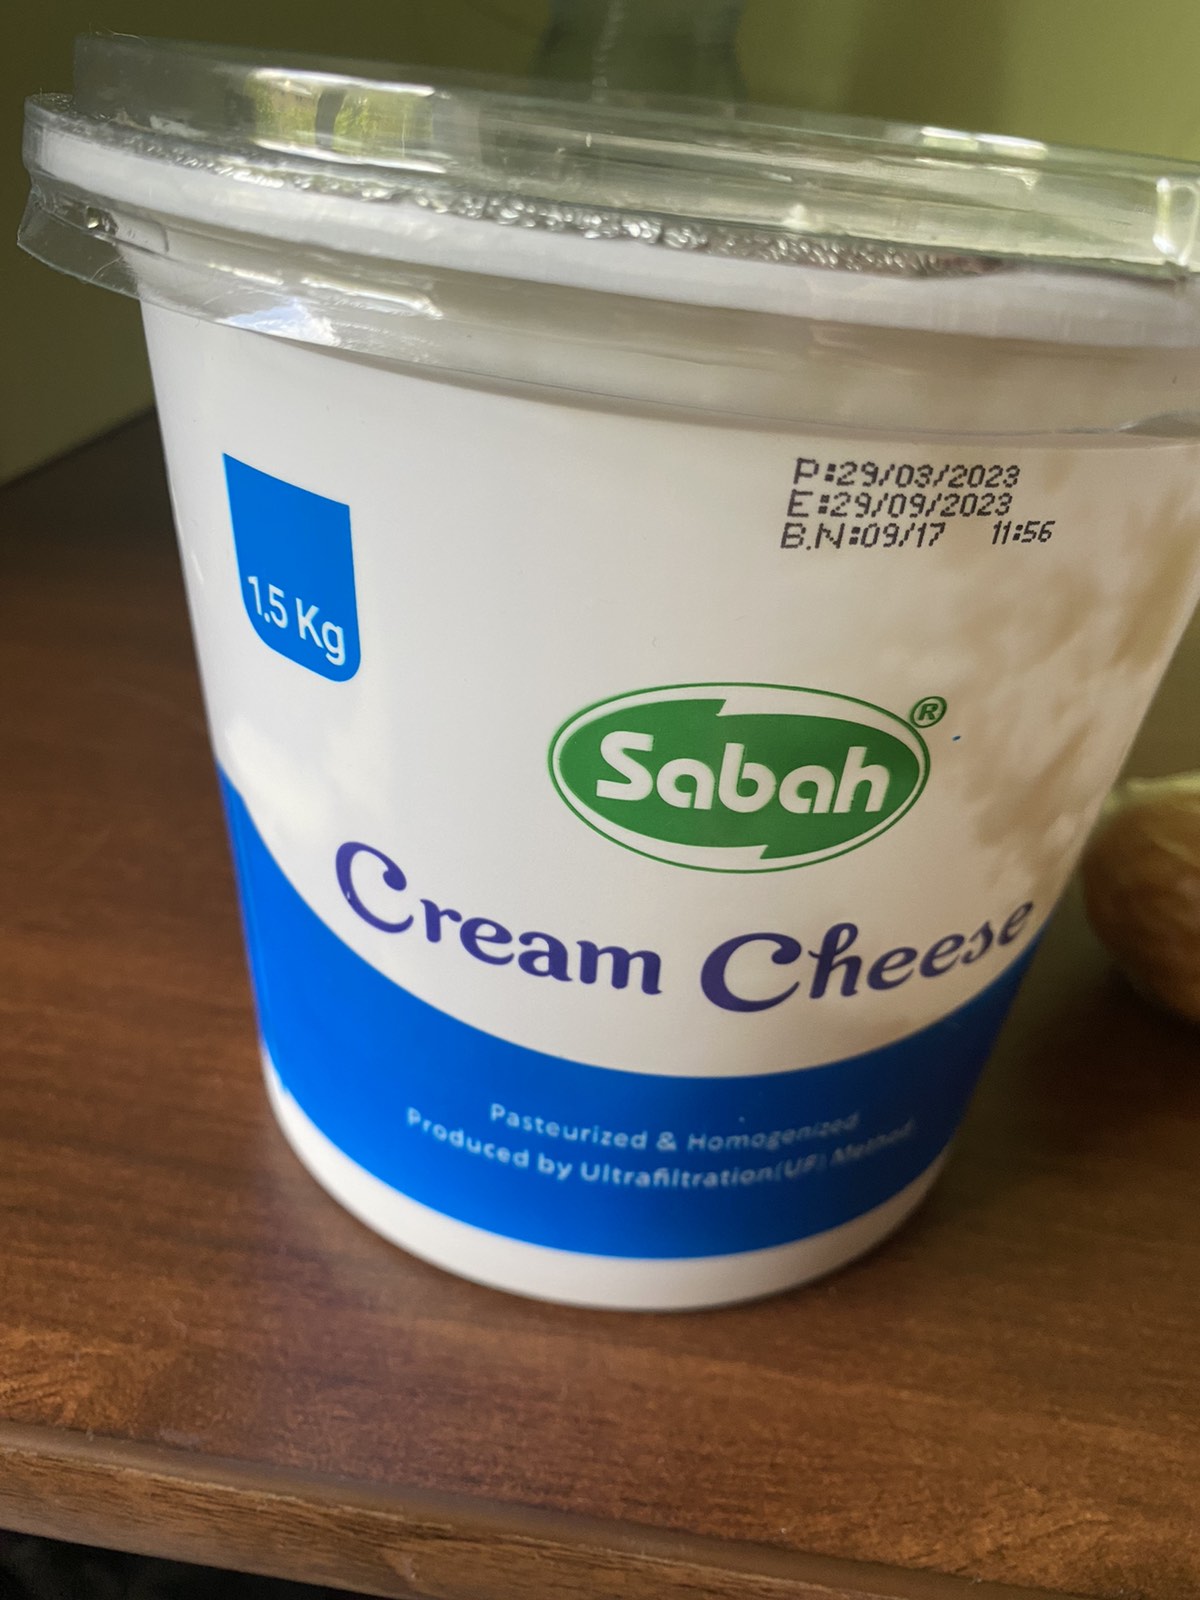 P:29/03/2023
E:29/09/2023
B.N:09/17 11:56
1.5 Kg
Sabah ®
Cream Cheese
Pasteurized & Homogenized
Produced by Ultrafiltration(UF) Method